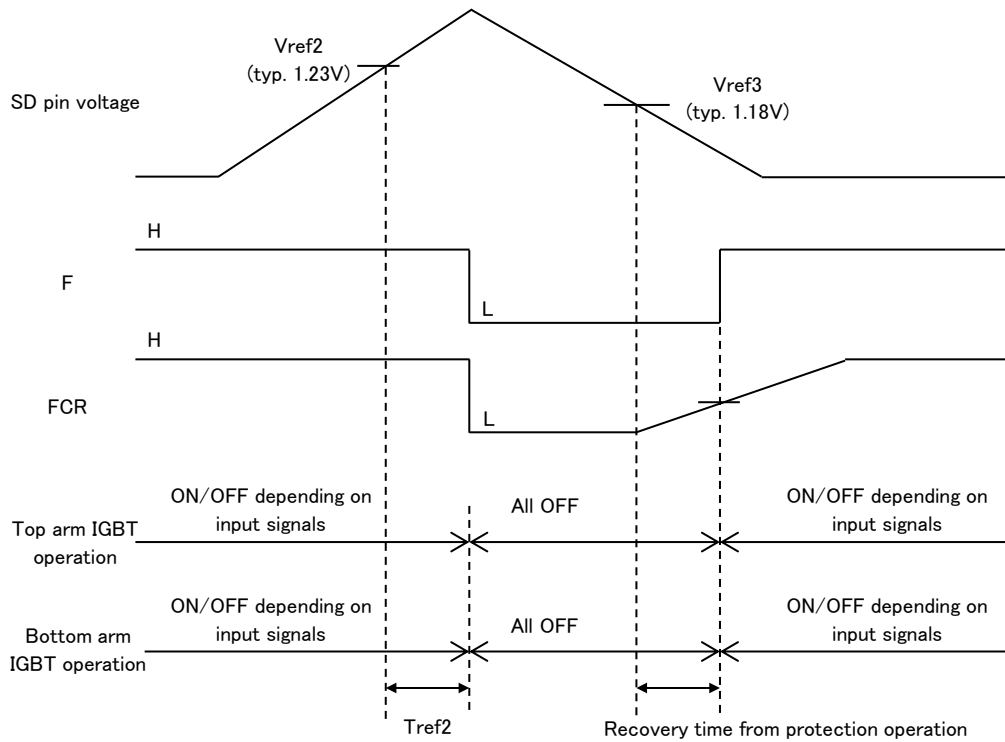 Vref2
(typ. 1.23V)
SD pin voltage
Vref3
(typ. 1.18V)
H
F
L
H
FCR
L
ON/OFF depending on
input signals
All OFF
ON/OFF depending on
input signals
Top arm IGBT
operation
ON/OFF depending on
input signals
All OFF
ON/OFF depending on
input signals
Bottom arm
IGBT operation
Tref2
Recovery time from protection operation